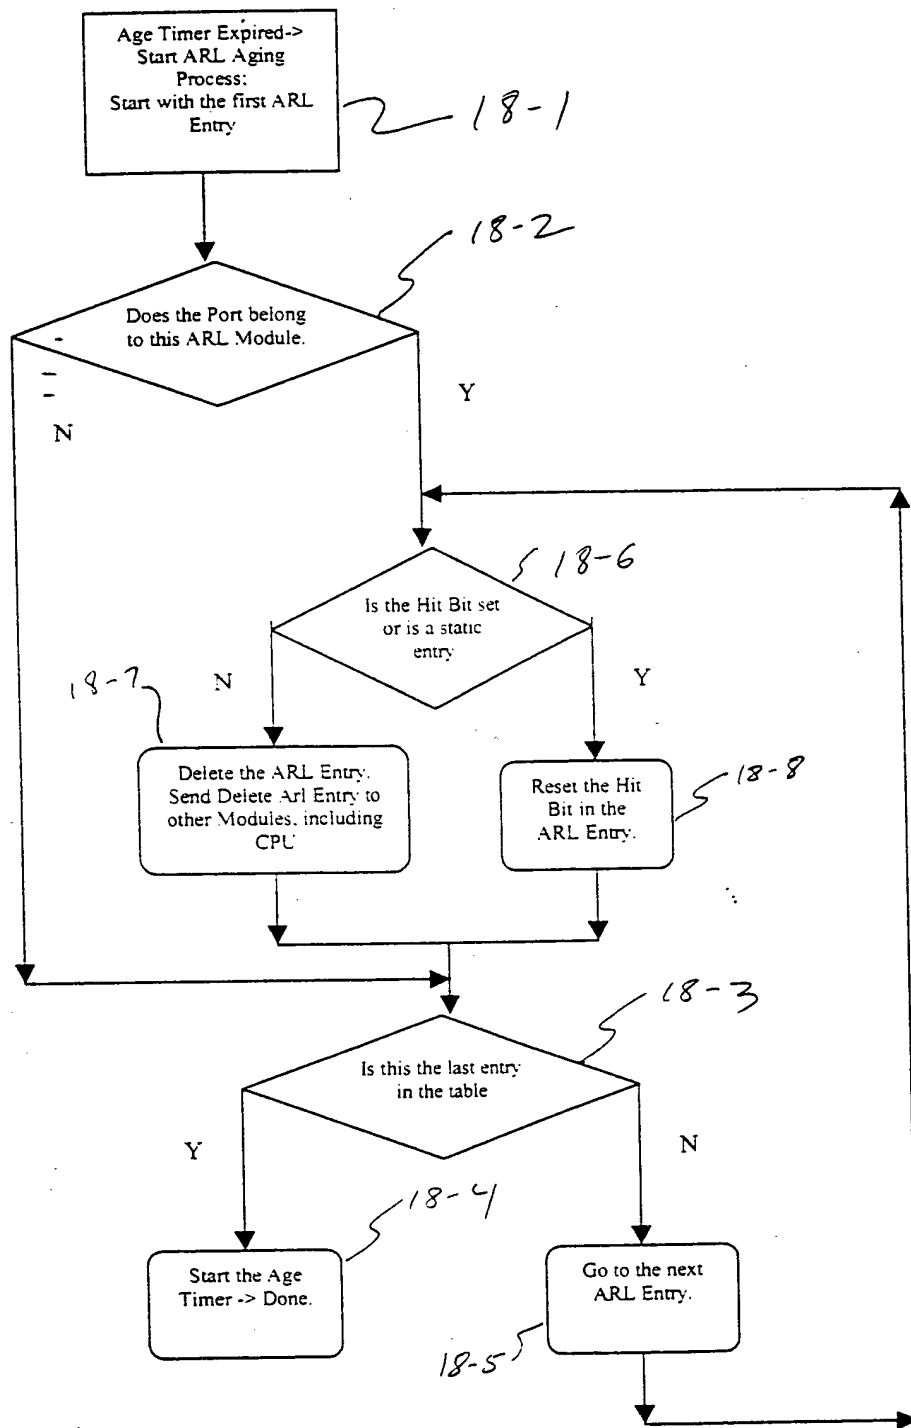 Age Timer Expired->
Start ARL Aging
Process:
Start with the first ARL
Entry
18-1
18-2
Does the Port belong
to this ARL Module.
N
Y
18-6
Is the Hit Bit set
or is a static
entry
18-7
N
Y
Delete the ARL Entry.
Send Delete Arl Entry to
other Modules, including
CPU
Reset the Hit
Bit in the
ARL Entry.
18-8
18-3
Is this the last entry
in the table
Y
N
18-4
Start the Age
Timer -> Done.
Go to the next
ARL Entry.
18-5